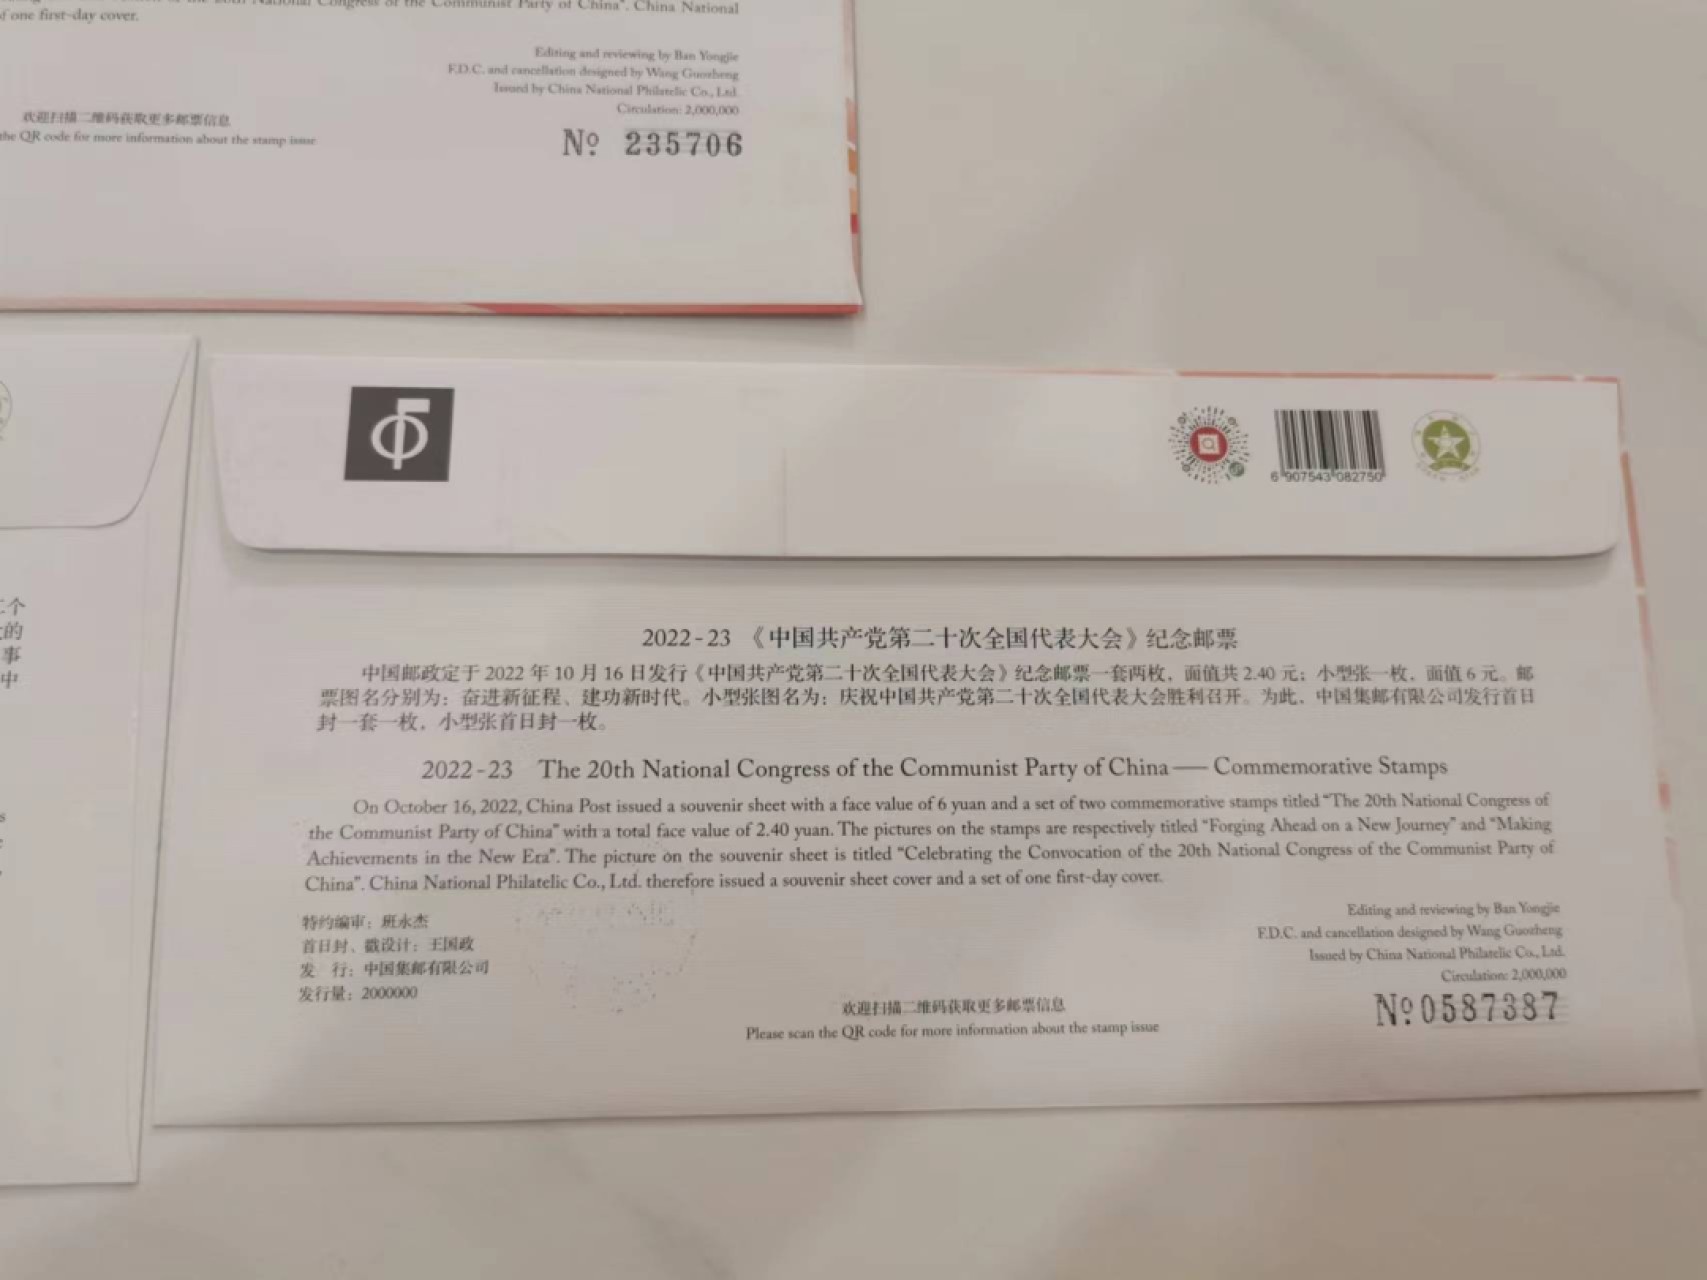 National Congress of the Communist Party of China". China National
of one first-day cover.
Editing and reviewing by Ban Yongjie
F.D.C. and cancellation designed by Wang Guozheng
Issued by China National Philatelic Co., Ltd.
Circulation: 2,000,000
欢迎扫描二维码获取更多邮票信息
the QR code for more information about the stamp issue
Nº 235706
6 907543 082750
个
的
事
中
2022-23 《中国共产党第二十次全国代表大会》纪念邮票
中国邮政定于 2022 年 10 月 16 日发行《中国共产党第二十次全国代表大会》纪念邮票一套两枚，面值共 2.40 元；小型张一枚，面值 6 元。邮
票图名分别为：奋进新征程、建功新时代。小型张图名为：庆祝中国共产党第二十次全国代表大会胜利召开。为此，中国集邮有限公司发行首日
封一套一枚，小型张首日封一枚。
2022-23 The 20th National Congress of the Communist Party of China—— Commemorative Stamps
On October 16, 2022, China Post issued a souvenir sheet with a face value of 6 yuan and a set of two commemorative stamps titled "The 20th National Congress of
the Communist Party of China" with a total face value of 2.40 yuan. The pictures on the stamps are respectively titled "Forging Ahead on a New Journey" and "Making
Achievements in the New Era". The picture on the souvenir sheet is titled "Celebrating the Convocation of the 20th National Congress of the Communist Party of
China". China National Philatelic Co., Ltd. therefore issued a souvenir sheet cover and a set of one first-day cover.
特约编审：班永杰
首日封、戳设计：王国政
发 行：中国集邮有限公司
发行量：2000000
Editing and reviewing by Ban Yongjie
F.D.C. and cancellation designed by Wang Guozheng
Issued by China National Philatelic Co., Ltd.
Circulation: 2,000,000
欢迎扫描二维码获取更多邮票信息
Please scan the QR code for more information about the stamp issue
Nº 0587387